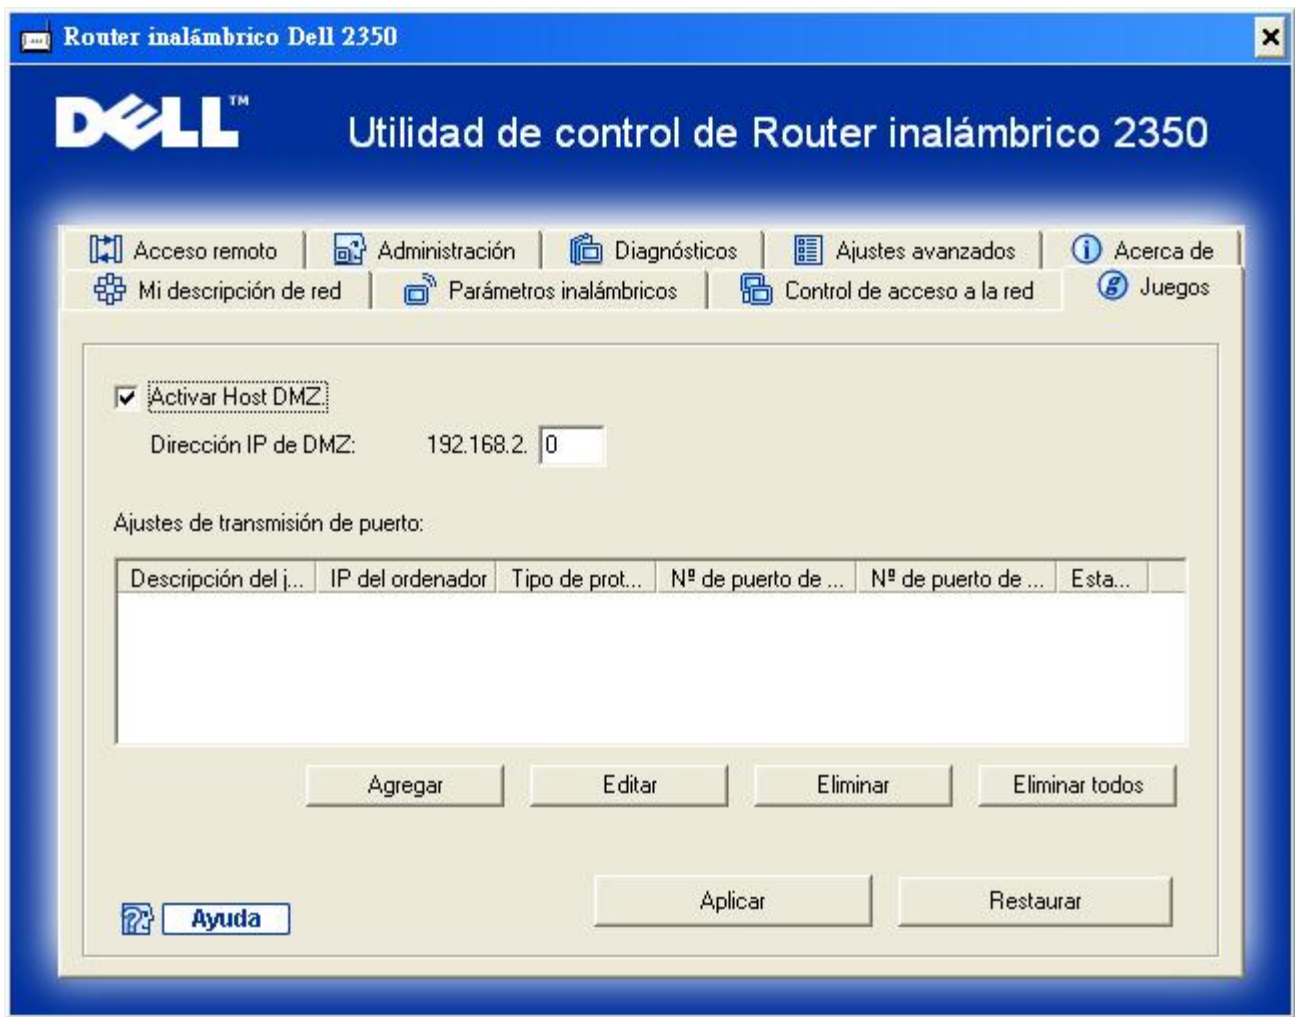 Router inalámbrico Dell 2350
DELL™
Utilidad de control de Router inalámbrico 2350
Acceso remoto Administración Diagnósticos Ajustes avanzados Acerca de
Mi descripción de red Parámetros inalámbricos Control de acceso a la red Juegos
Activar Host DMZ.
Dirección IP de DMZ: 192.168.2. 0
Ajustes de transmisión de puerto:
Descripción del j... IP del ordenador Tipo de prot... Nº de puerto de ... Nº de puerto de ... Esta...
Agregar Editar Eliminar Eliminar todos
Aplicar Restaurar
Ayuda